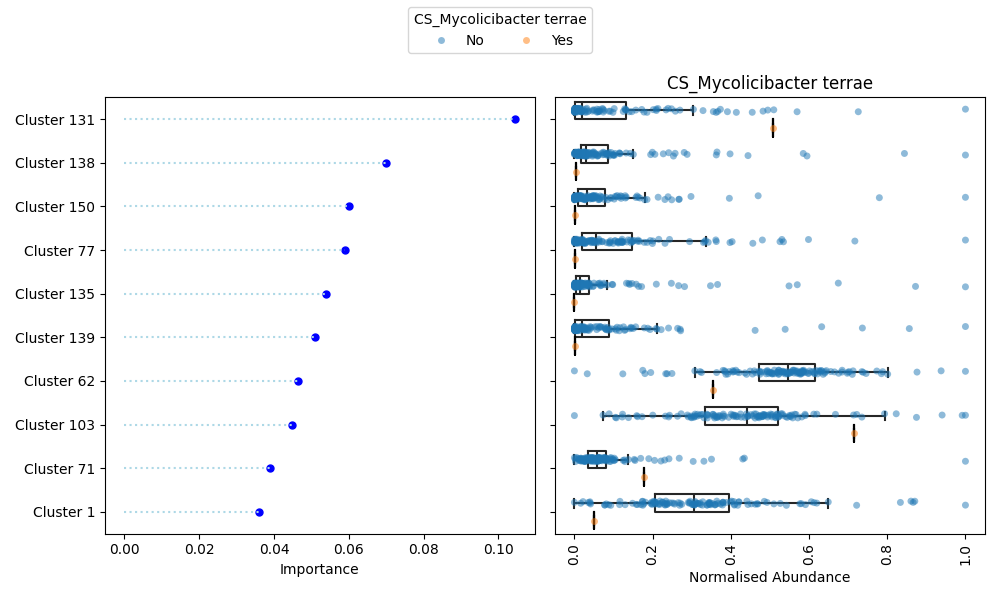 CS_Mycolicibacter terrae
No Yes
CS_Mycolicibacter terrae
Cluster 131
Cluster 138
Cluster 150
Cluster 77
Cluster 135
Cluster 139
Cluster 62
Cluster 103
Cluster 71
Cluster 1
0.00 0.02 0.04 0.06 0.08 0.10
Importance
0.0 0.2 0.4 0.6 0.8 1.0
Normalised Abundance